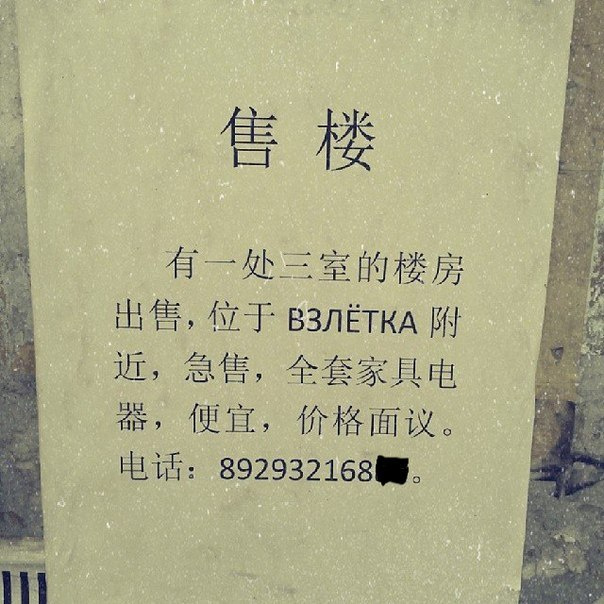 售 楼
有一处三室的楼房
出售，位于 ВЗЛЁТКА 附
近，急售，全套家具电
器，便宜，价格面议。
电话：892932168 。